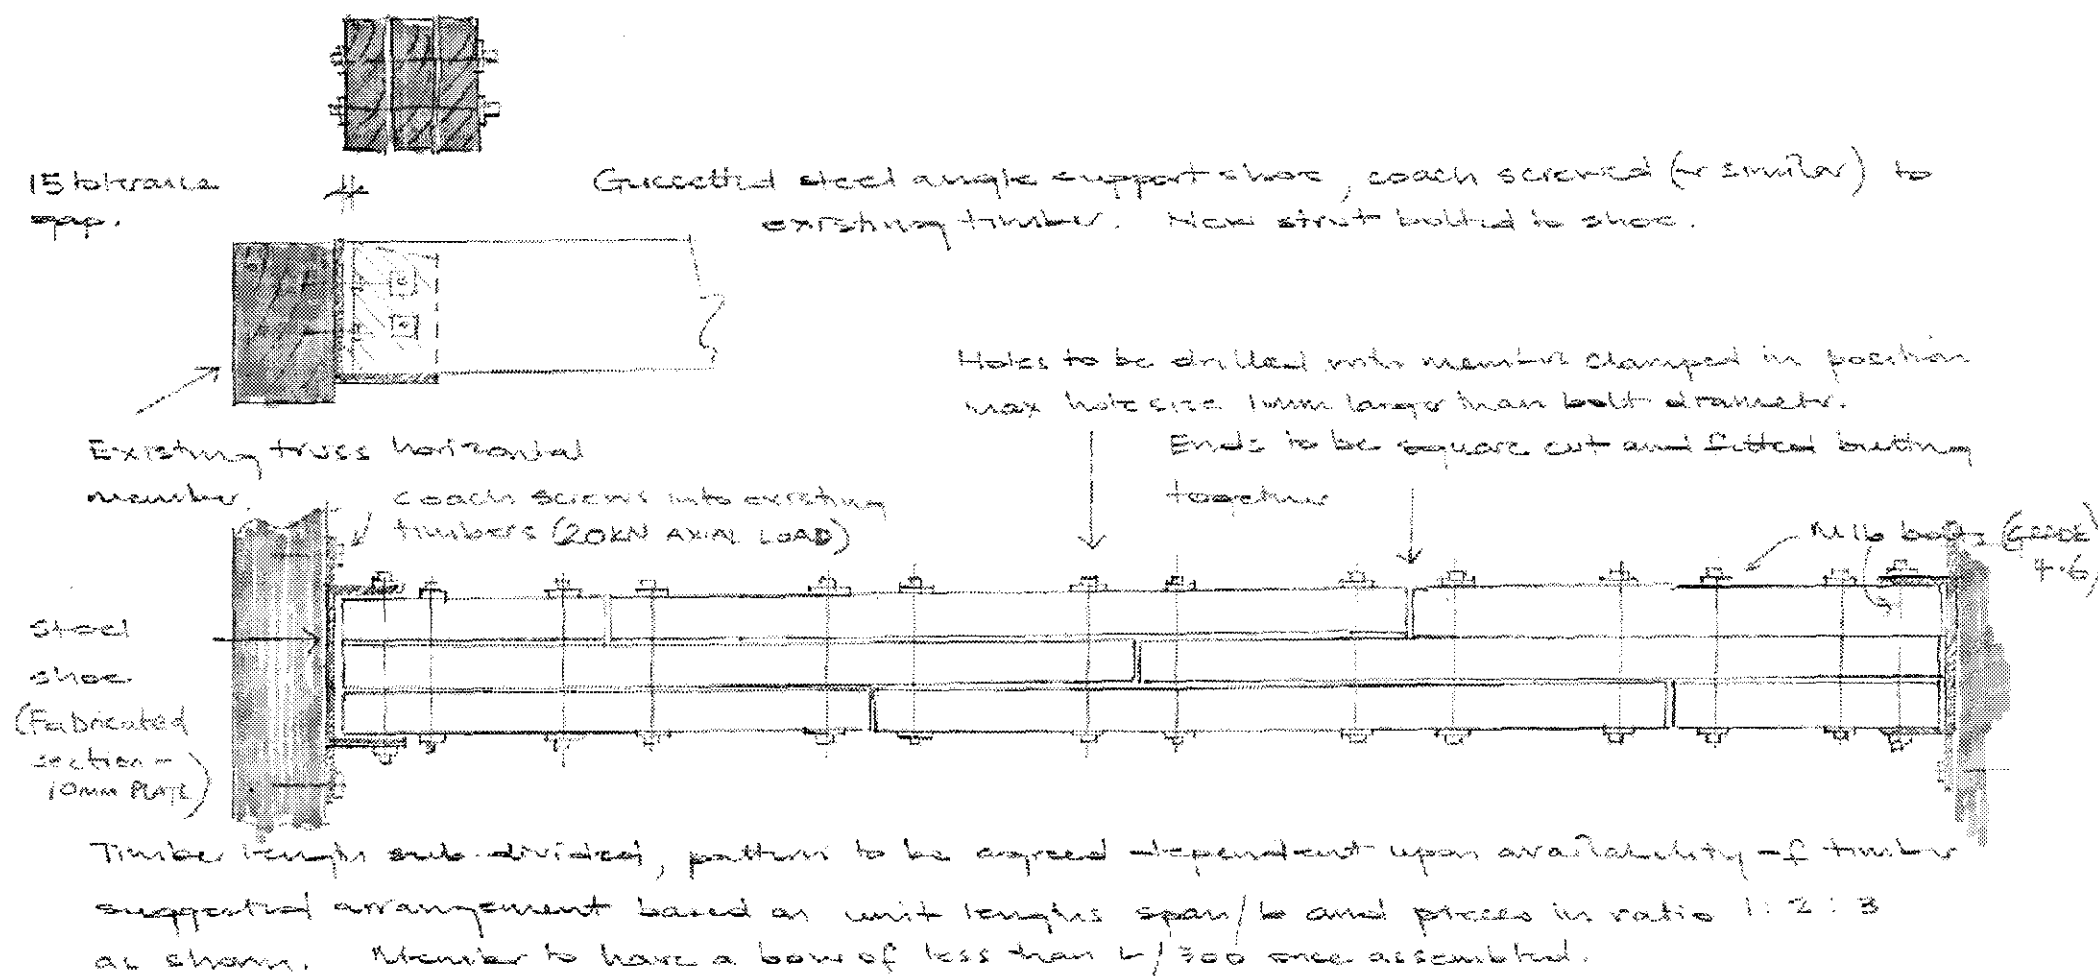 15 tolerance
gap.
Gussetted steel angle support shoe, coach screwed (or similar) to
existing timber. New strut bolted to shoe.
Existing truss horizontal
member.
Holes to be drilled with members clamped in position
max hole size 1mm larger than bolt diameter.
Ends to be square cut and fitted butting
together
coach screws into existing
timbers (20KN AXIAL LOAD)
M16 bolts (GRADE
4.6)
Steel
shoe
(Fabricated
section -
10MM PLATE)
Timber lengths sub-divided, pattern to be agreed dependent upon availability of timber
suggested arrangement based on unit lengths span/6 and pieces in ratio 1:2:3
as shown. Member to have a bow of less than L/300 once assembled.